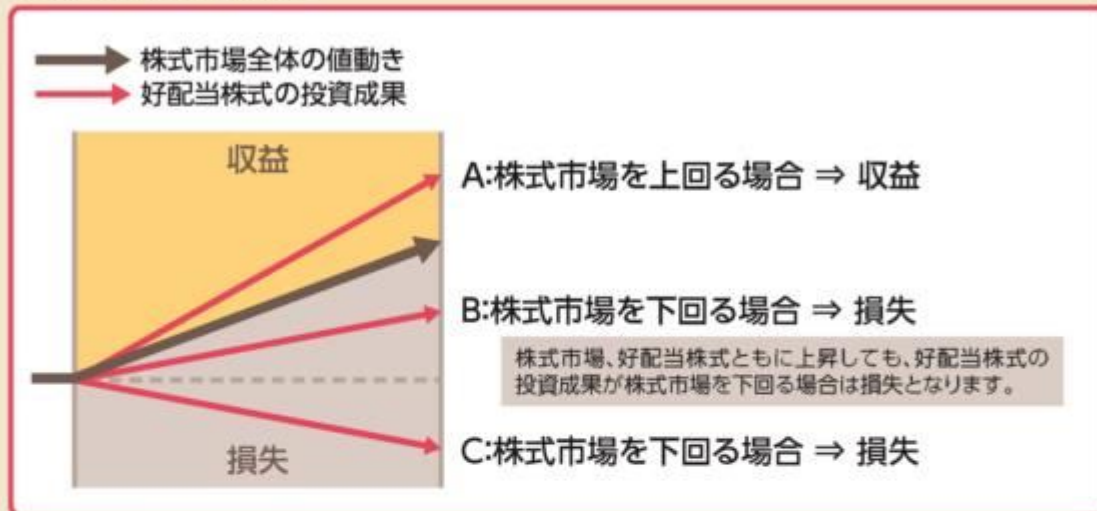 株式市場全体の値動き
好配当株式の投資成果
収益
A:株式市場を上回る場合 ⇒ 収益
B:株式市場を下回る場合 ⇒ 損失
株式市場、好配当株式ともに上昇しても、好配当株式の
投資成果が株式市場を下回る場合は損失となります。
損失
C:株式市場を下回る場合 ⇒ 損失